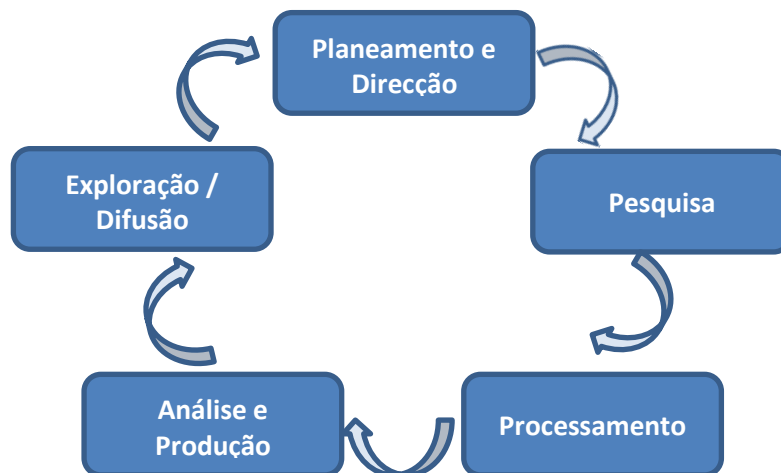 Planeamento e
Direcção
Pesquisa
Processamento
Análise e
Produção
Exploração /
Difusão